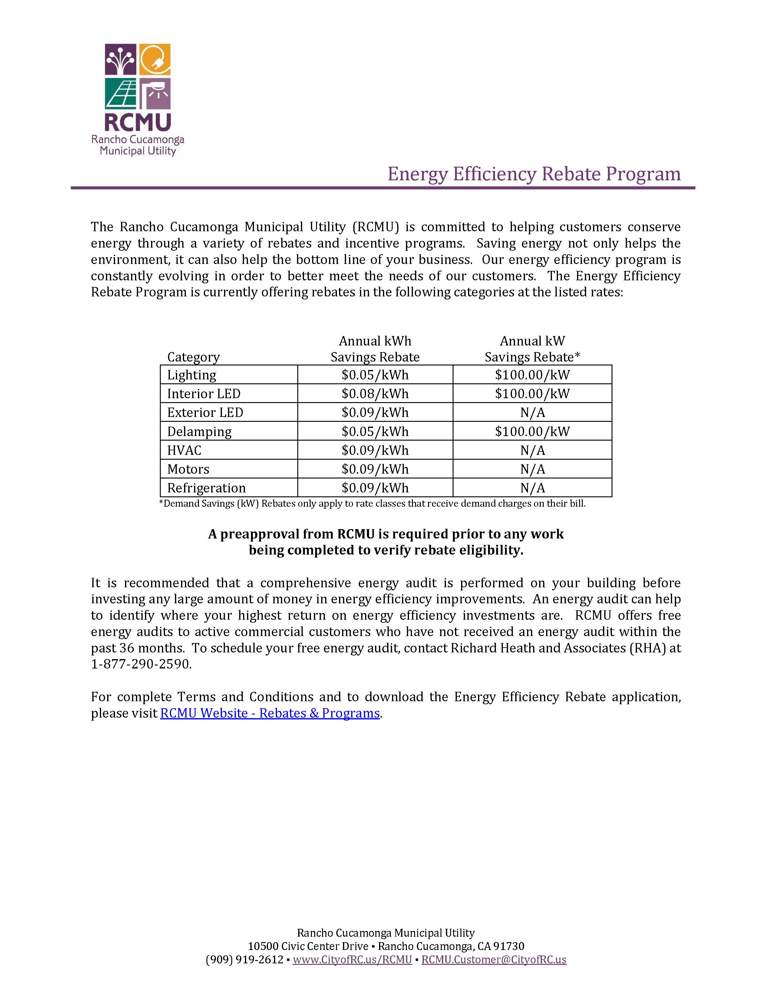 RCMU
Rancho Cucamonga
Municipal Utility
Energy Efficiency Rebate Program
The Rancho Cucamonga Municipal Utility (RCMU) is committed to helping customers conserve
energy through a variety of rebates and incentive programs. Saving energy not only helps the
environment, it can also help the bottom line of your business. Our energy efficiency program is
constantly evolving in order to better meet the needs of our customers. The Energy Efficiency
Rebate Program is currently offering rebates in the following categories at the listed rates:
Annual kWh Annual kW
Category Savings Rebate Savings Rebate*
Lighting $0.05/kWh $100.00/kW
Interior LED $0.08/kWh $100.00/kW
Exterior LED $0.09/kWh N/A
Delamping $0.05/kWh $100.00/kW
HVAC $0.09/kWh N/A
Motors $0.09/kWh N/A
Refrigeration $0.09/kWh N/A
*Demand Savings (kW) Rebates only apply to rate classes that receive demand charges on their bill.
A preapproval from RCMU is required prior to any work
being completed to verify rebate eligibility.
It is recommended that a comprehensive energy audit is performed on your building before
investing any large amount of money in energy efficiency improvements. An energy audit can help
to identify where your highest return on energy efficiency investments are. RCMU offers free
energy audits to active commercial customers who have not received an energy audit within the
past 36 months. To schedule your free energy audit, contact Richard Heath and Associates (RHA) at
1-877-290-2590.
For complete Terms and Conditions and to download the Energy Efficiency Rebate application,
please visit RCMU Website - Rebates & Programs.
Rancho Cucamonga Municipal Utility
10500 Civic Center Drive ▪ Rancho Cucamonga, CA 91730
(909) 919-2612 ▪ www.CityofRC.us/RCMU ▪ RCMU.Customer@CityofRC.us